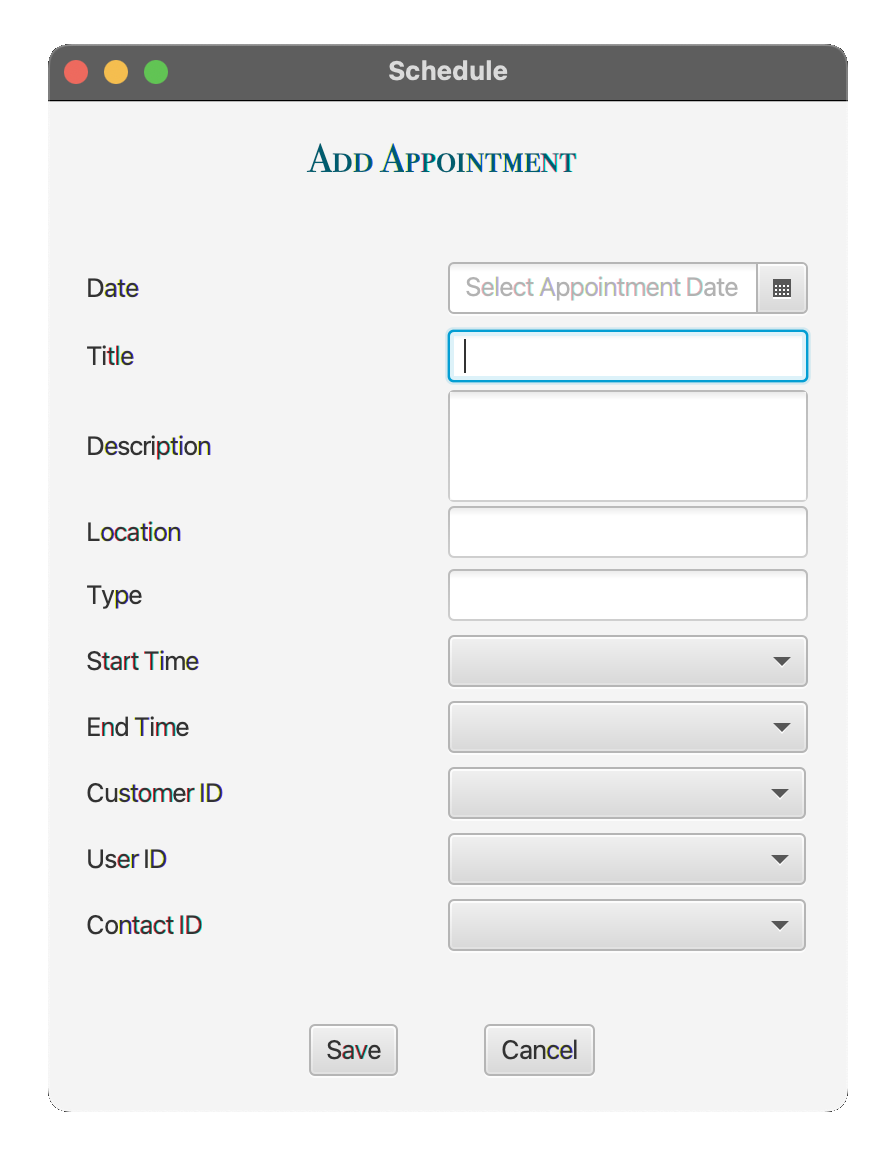 Schedule
Add Appointment
Date
Select Appointment Date
Title
Description
Location
Type
Start Time
End Time
Customer ID
User ID
Contact ID
Save
Cancel